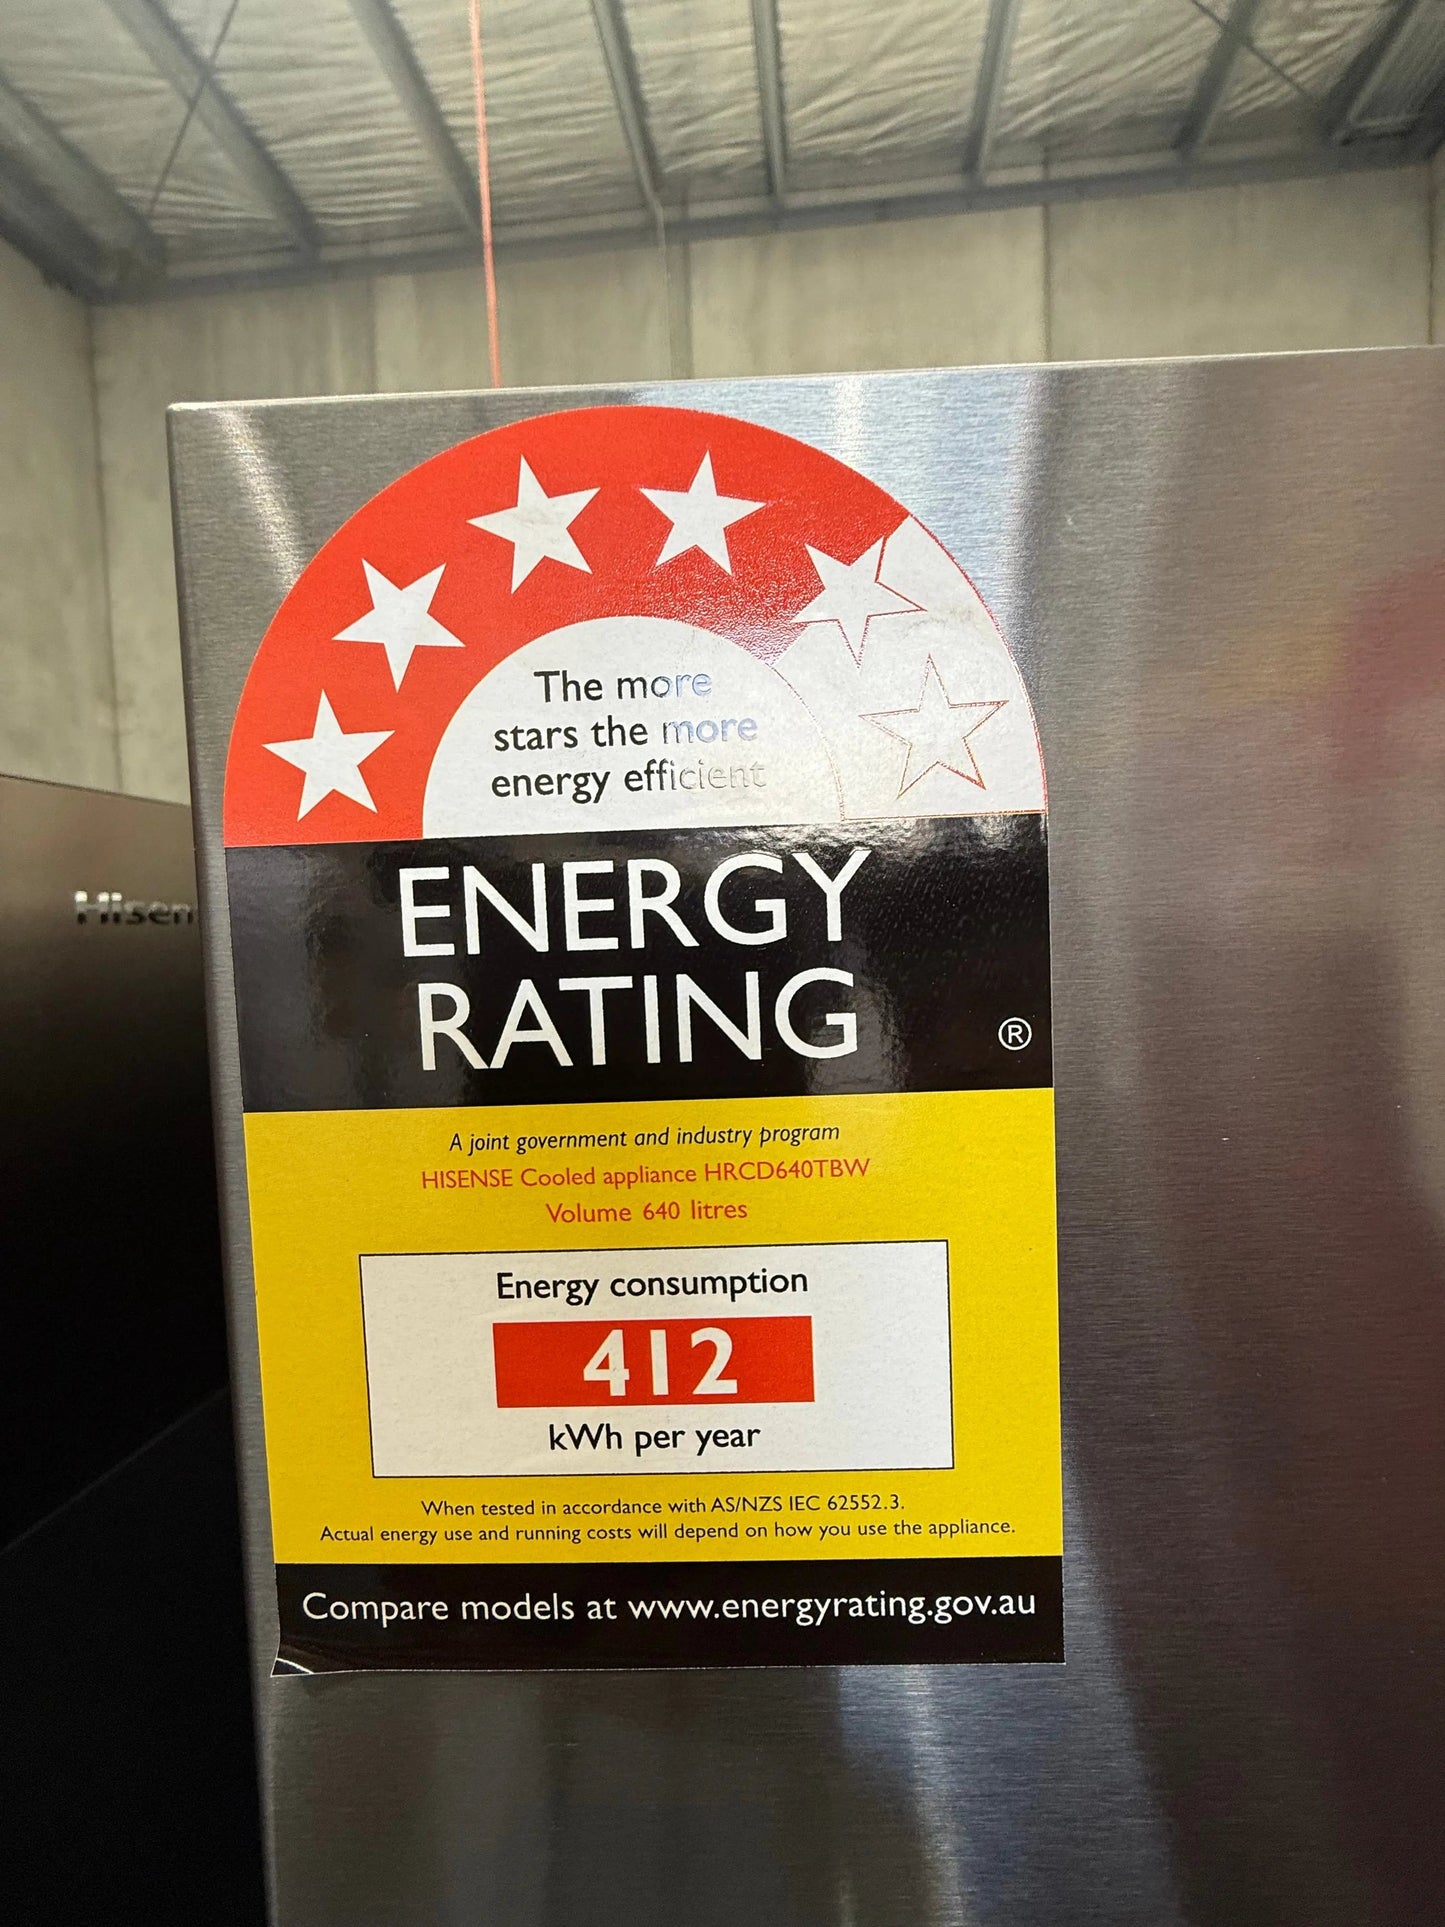 The more
stars the more
energy efficient
ENERGY
RATING
®
A joint government and industry program
HISENSE Cooled appliance HRCD640TBW
Volume 640 litres
Energy consumption
412
kWh per year
When tested in accordance with AS/NZS IEC 62552.3.
Actual energy use and running costs will depend on how you use the appliance.
Compare models at www.energyrating.gov.au
Hisen